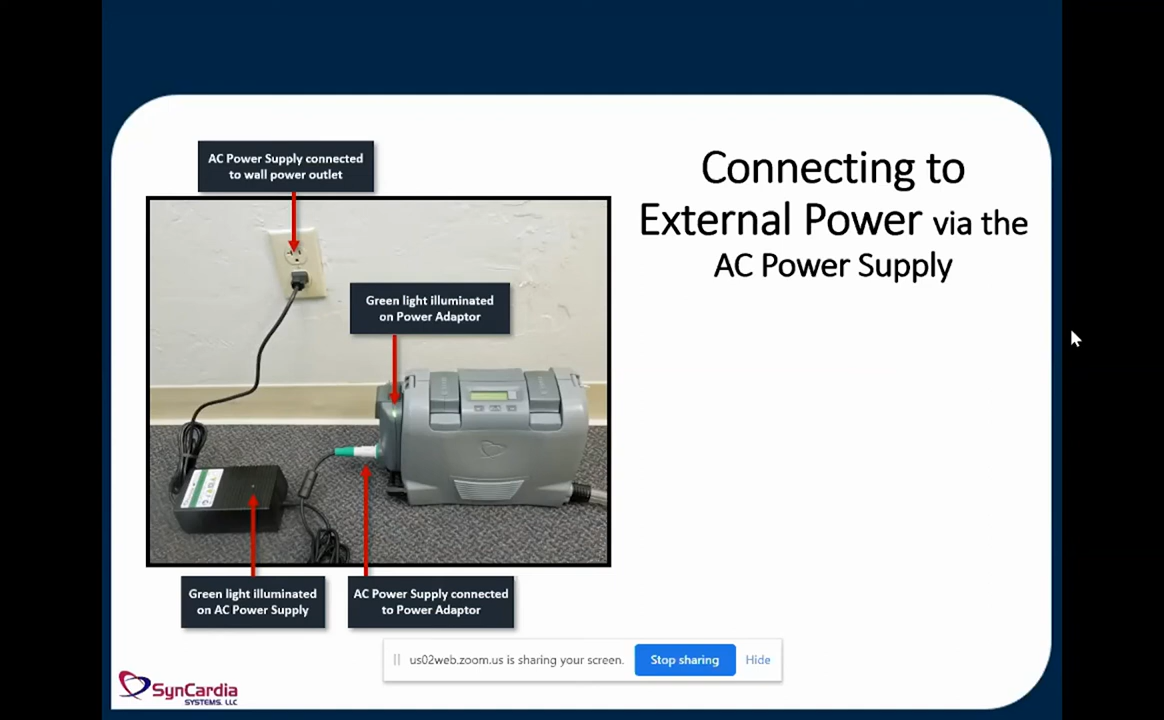 AC Power Supply connected
to wall power outlet
Connecting to
External Power via the
AC Power Supply
Green light illuminated
on Power Adaptor
Green light illuminated
on AC Power Supply
AC Power Supply connected
to Power Adaptor
us02web.zoom.us is sharing your screen.
Stop sharing
Hide
SynCardia
SYSTEMS, LLC